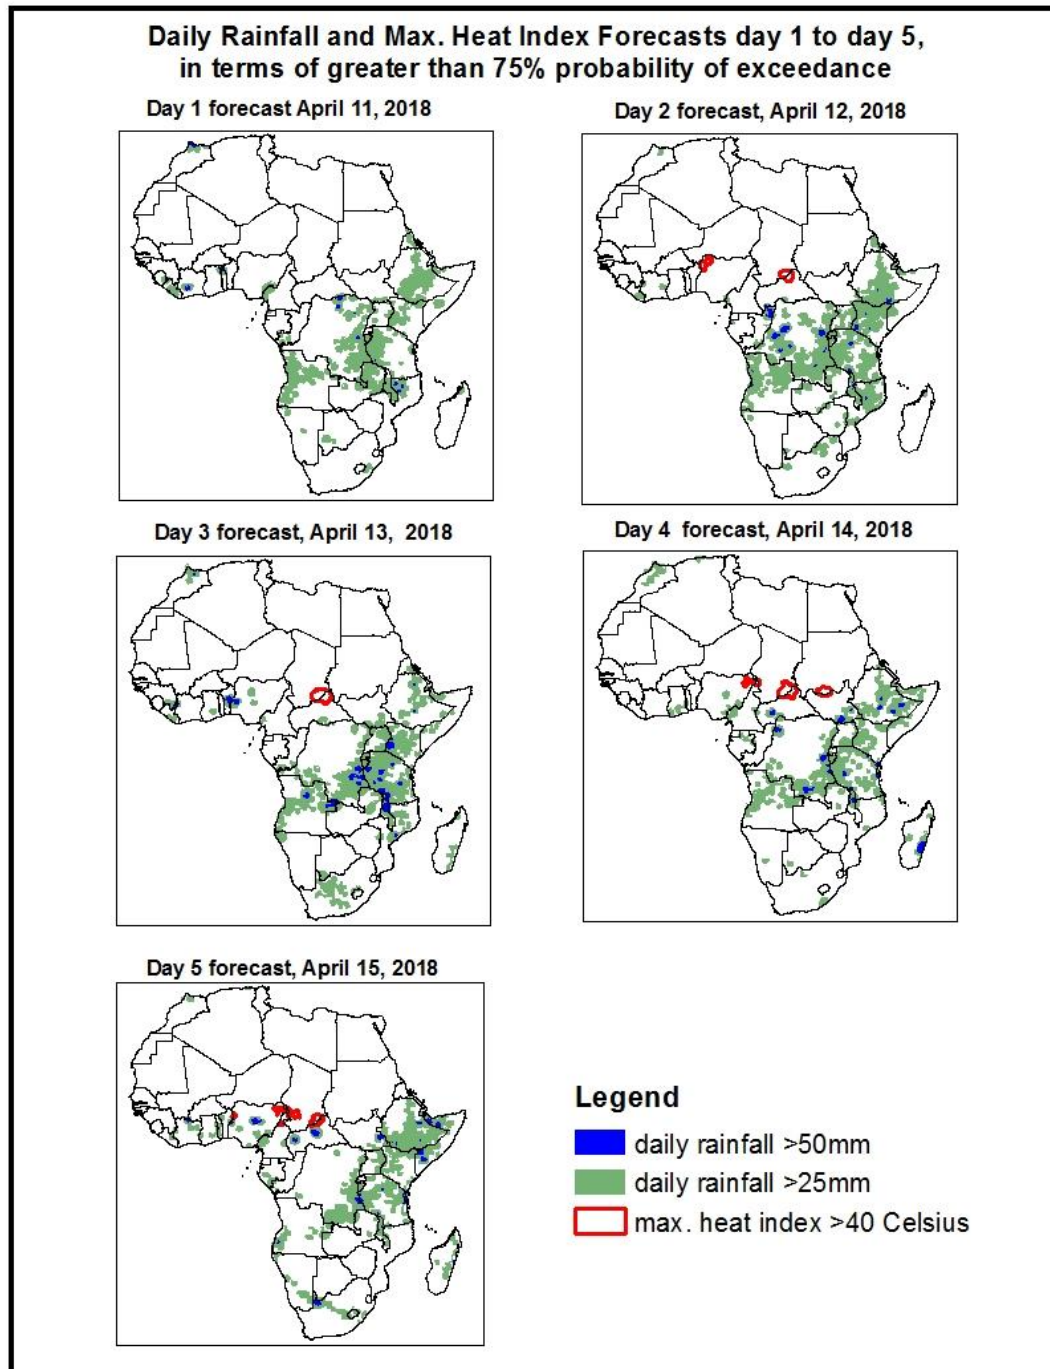 Daily Rainfall and Max. Heat Index Forecasts day 1 to day 5,
in terms of greater than 75% probability of exceedance
Day 1 forecast April 11, 2018
Day 2 forecast, April 12, 2018
Day 3 forecast, April 13, 2018
Day 4 forecast, April 14, 2018
Day 5 forecast, April 15, 2018
Legend
daily rainfall >50mm
daily rainfall >25mm
max. heat index >40 Celsius